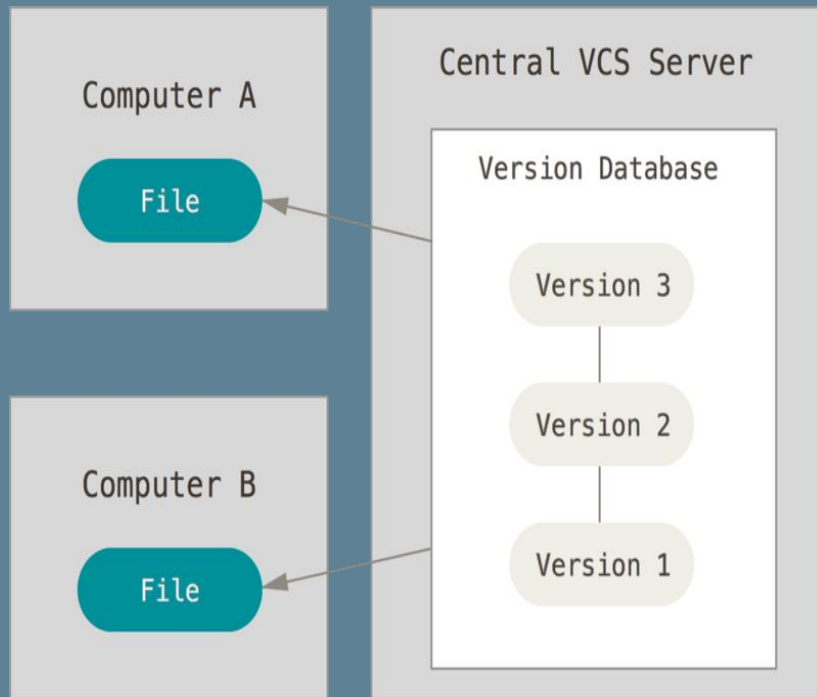 Computer A
File
Computer B
File
Central VCS Server
Version Database
Version 3
Version 2
Version 1